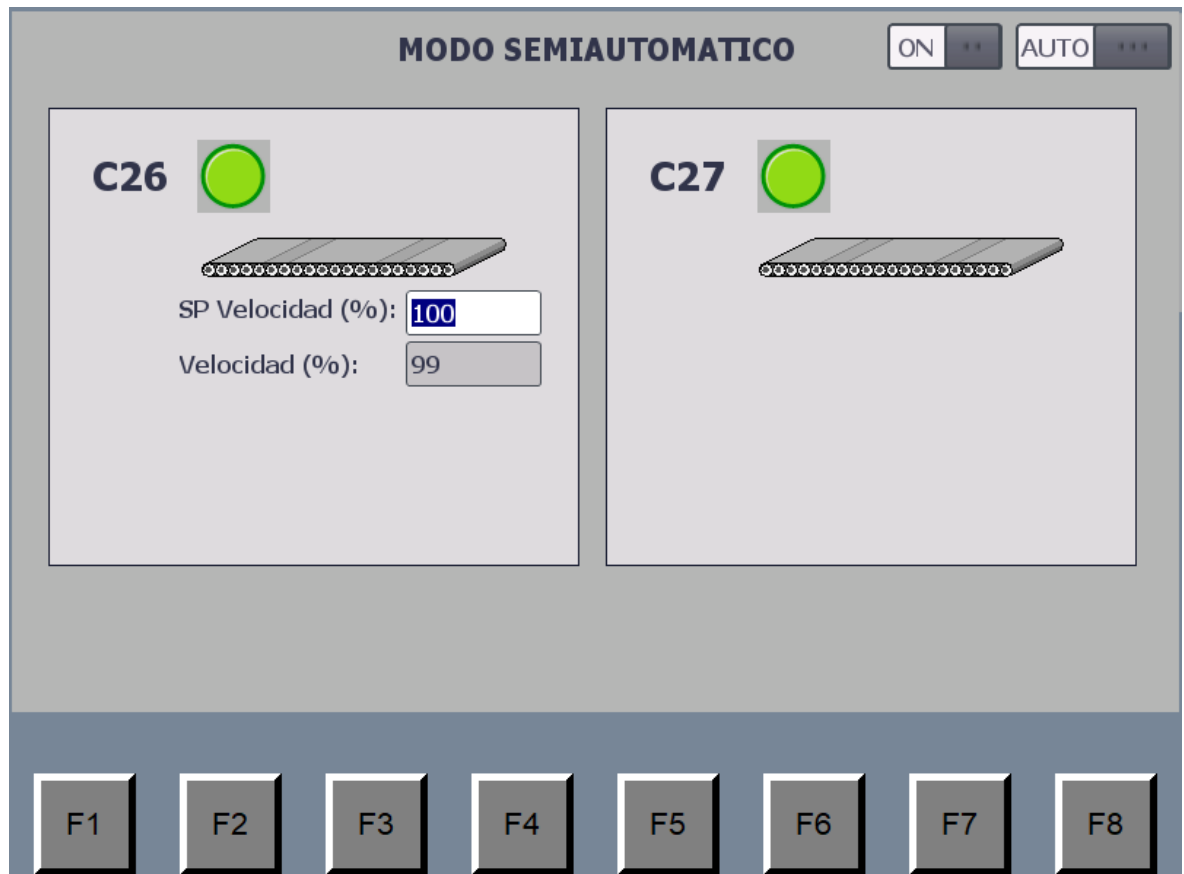 MODO SEMIAUTOMATICO ON AUTO
C26
SP Velocidad (%): 100
Velocidad (%): 99
C27
F1 F2 F3 F4 F5 F6 F7 F8